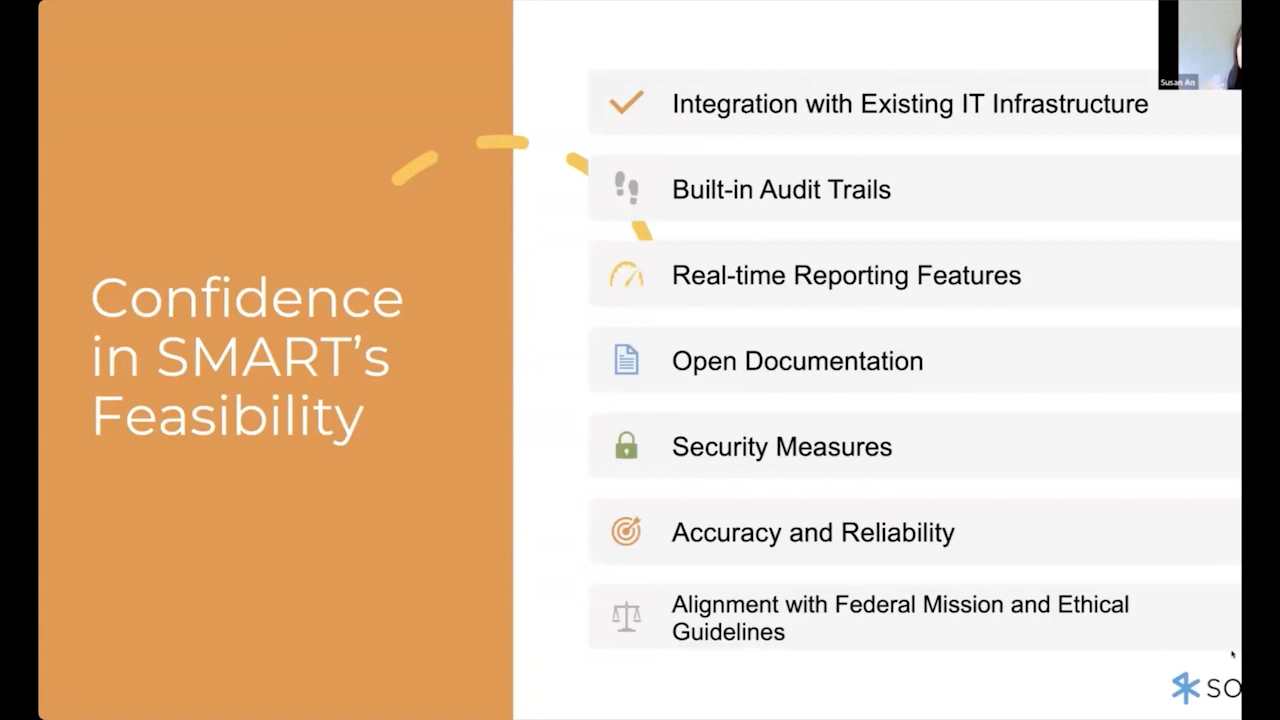 Susan An
Integration with Existing IT Infrastructure
Built-in Audit Trails
Real-time Reporting Features
Confidence
in SMART’s
Feasibility
Open Documentation
Security Measures
Accuracy and Reliability
Alignment with Federal Mission and Ethical
Guidelines
SO